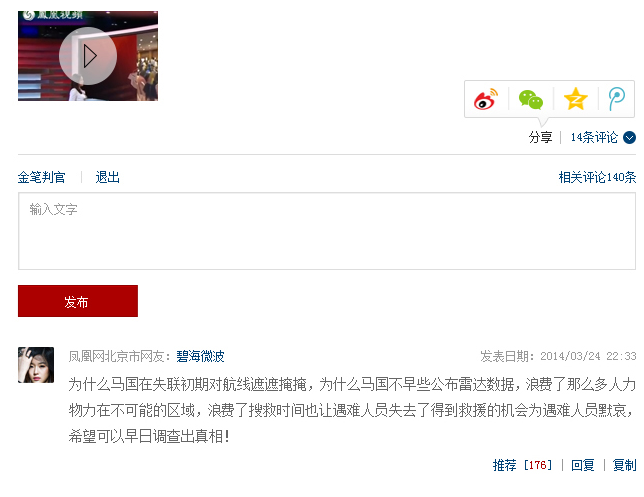 鳳凰视頻
分享 14条评论
金笔判官 退出 相关评论140条
输入文字
发布
凤凰网北京市网友：碧海微波 发表日期：2014/03/24 22:33
为什么马国在失联初期对航线遮遮掩掩，为什么马国不早些公布雷达数据，浪费了那么多人力
物力在不可能的区域，浪费了搜救时间也让遇难人员失去了得到救援的机会为遇难人员默哀，
希望可以早日调查出真相！
推荐 [176] | 回复 | 复制